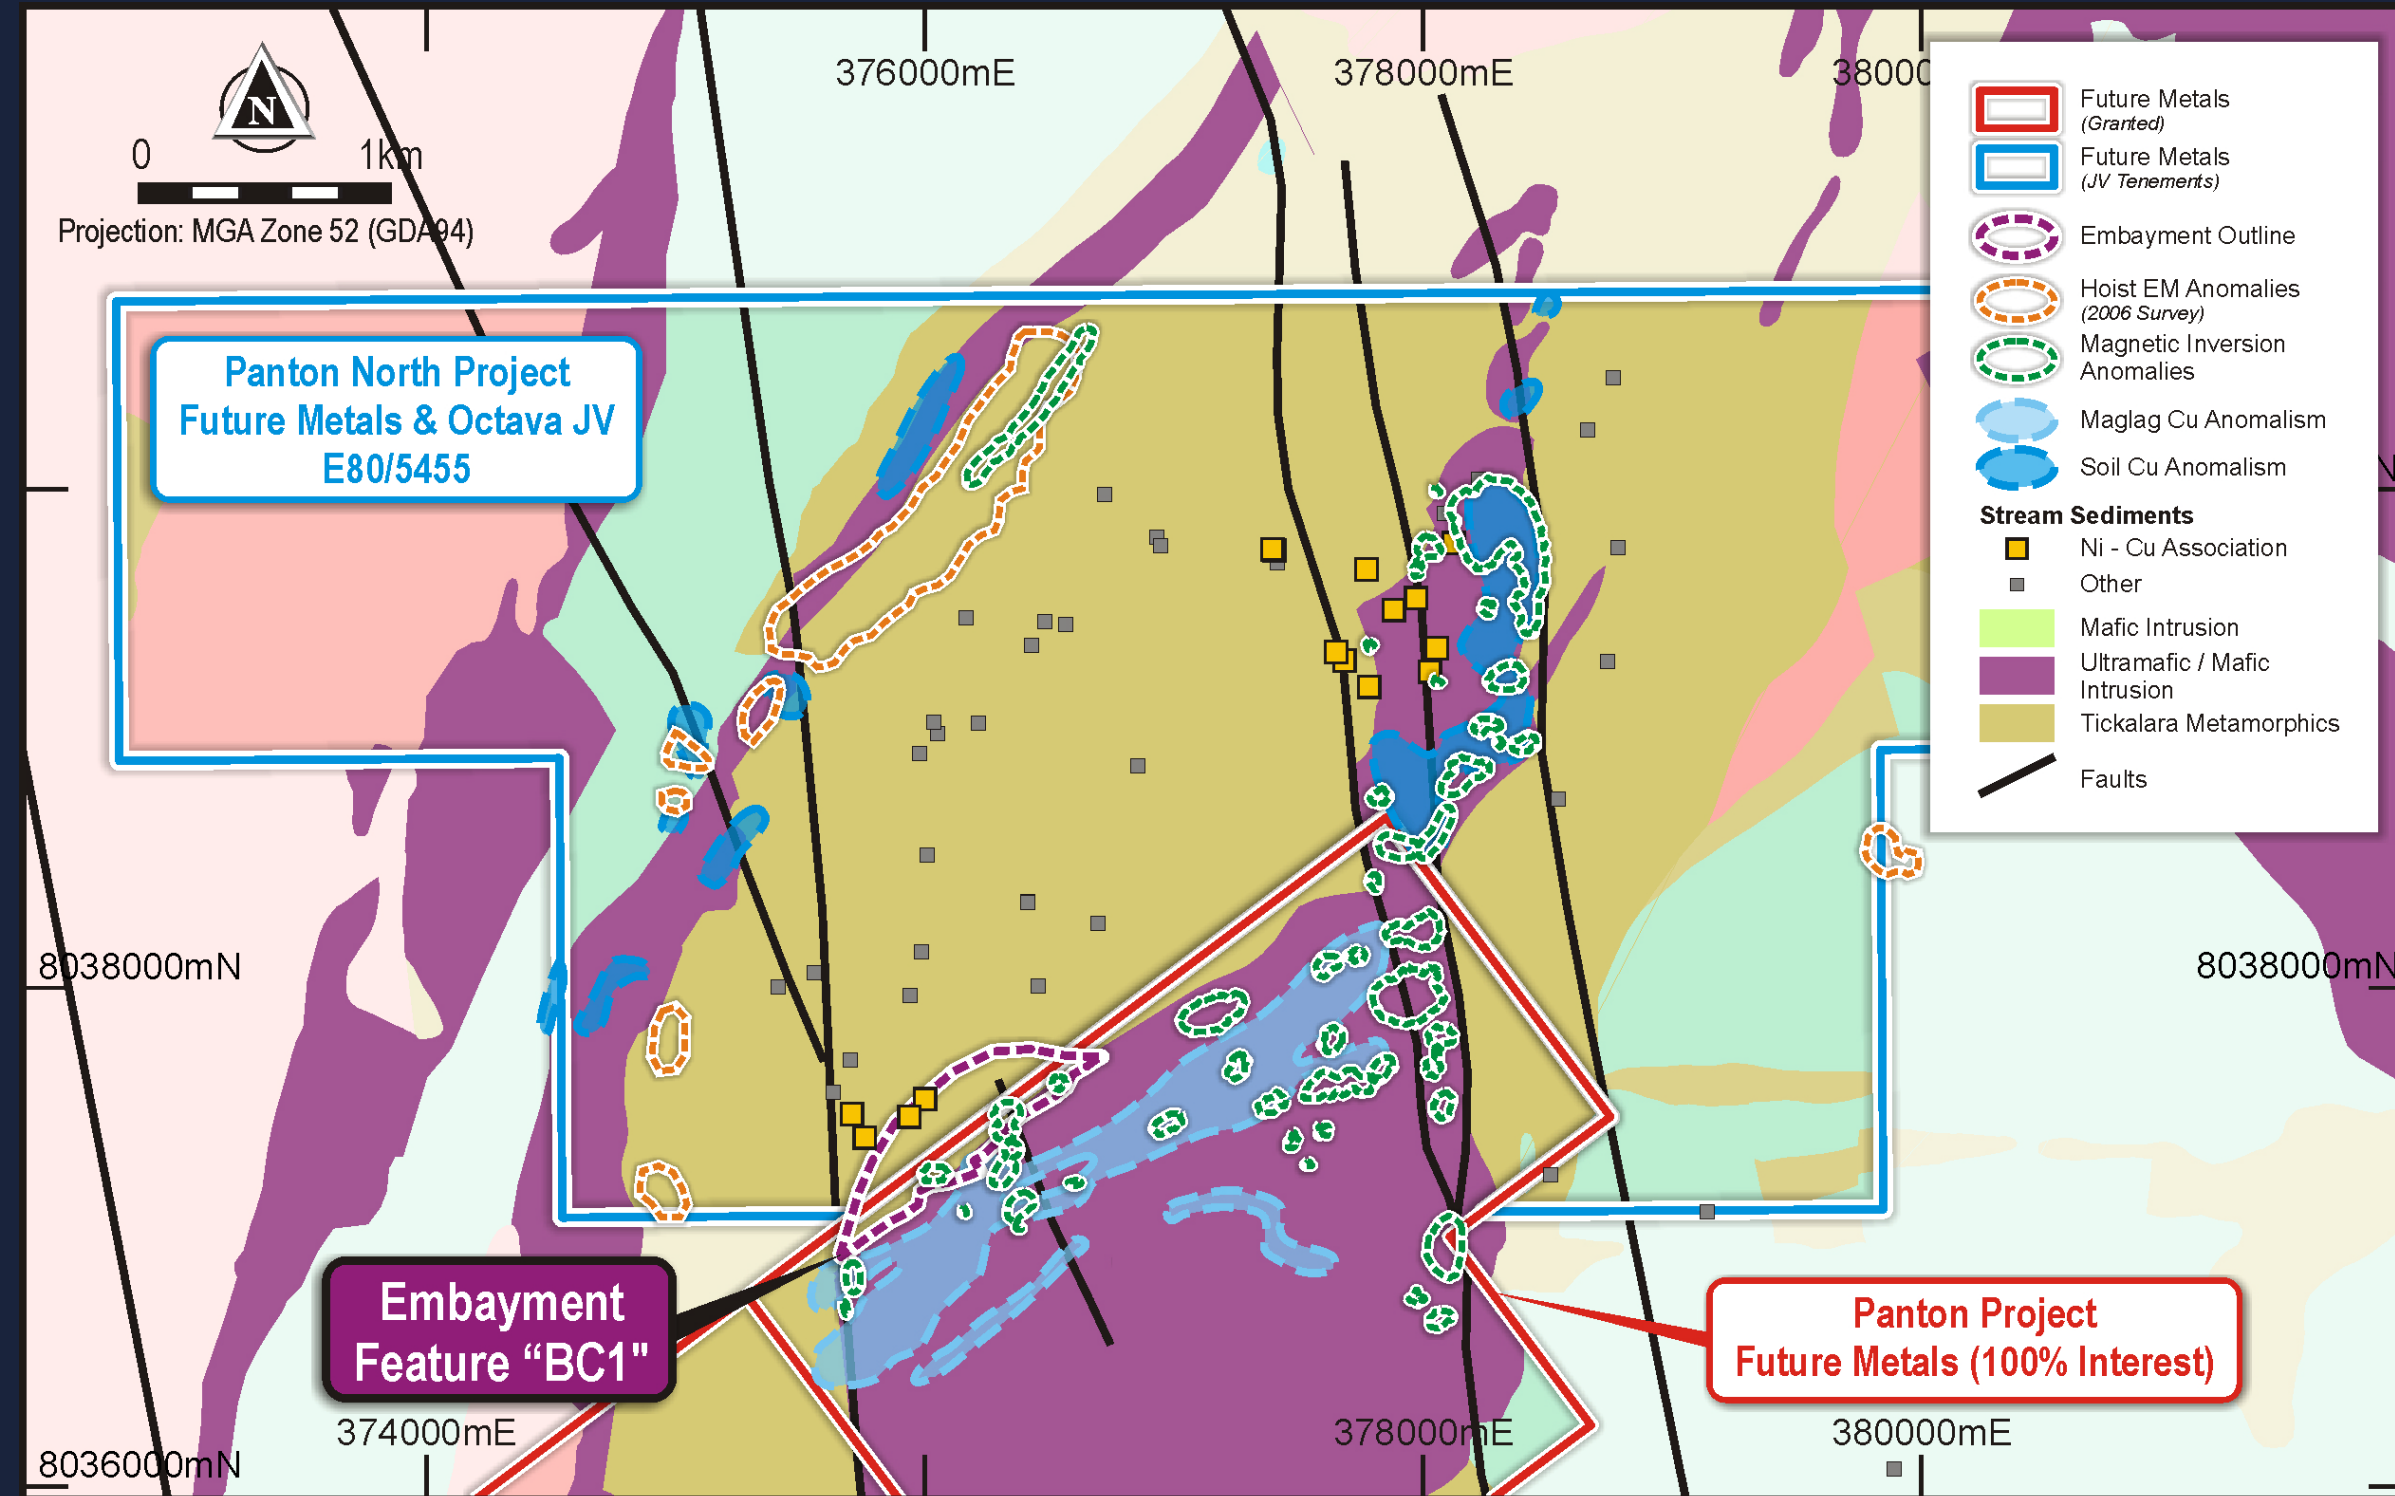 376000mE
378000mE
38000
N
0
1km
Projection: MGA Zone 52 (GDA94)
Panton North Project
Future Metals & Octava JV
E80/5455
Future Metals
(Granted)
Future Metals
(JV Tenements)
Embayment Outline
Hoist EM Anomalies
(2006 Survey)
Magnetic Inversion
Anomalies
Maglag Cu Anomalism
Soil Cu Anomalism
Stream Sediments
Ni - Cu Association
Other
Mafic Intrusion
Ultramafic / Mafic
Intrusion
Tickalara Metamorphics
Faults
N
8038000mN
8038000mN
Embayment
Feature “BC1"
Panton Project
Future Metals (100% Interest)
374000mE
378000mE
380000mE
8036000mN